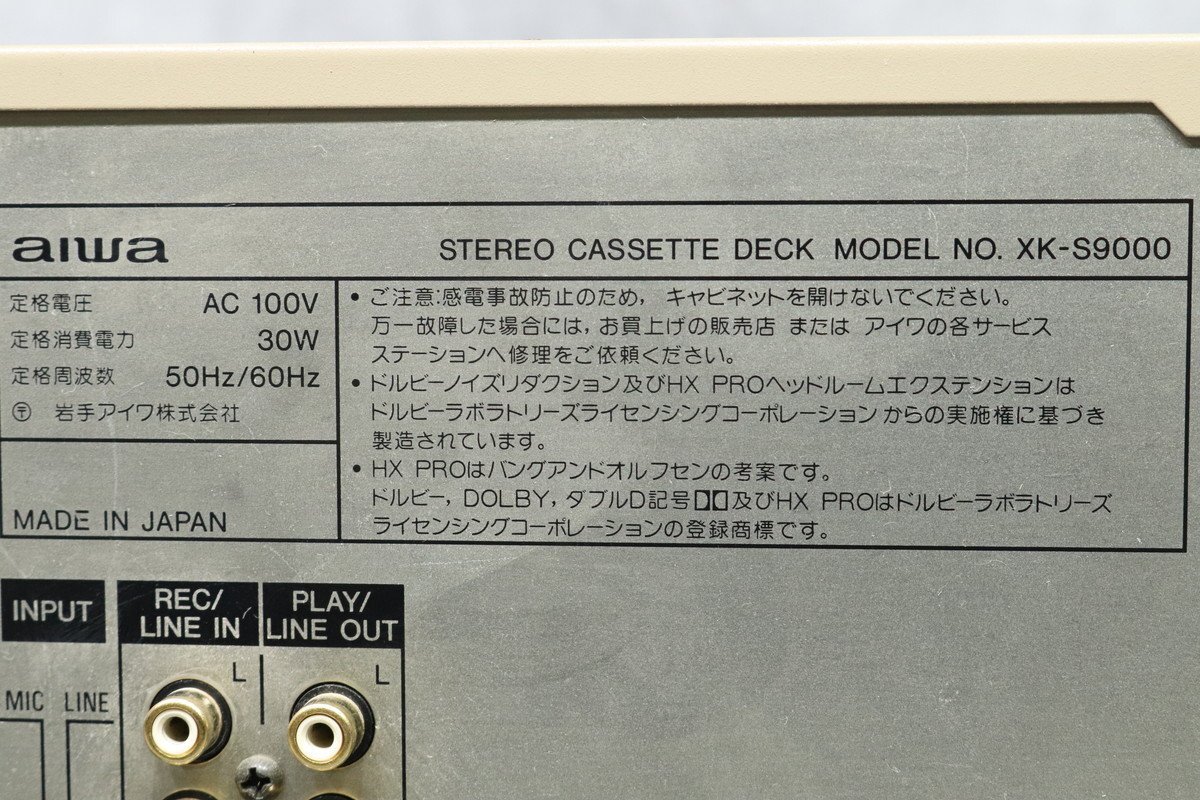 aiwa
STEREO CASSETTE DECK MODEL NO. XK-S9000
定格電圧 AC 100V
定格消費電力 30W
定格周波数 50Hz/60Hz
〶 岩手アイワ株式会社
MADE IN JAPAN
• ご注意:感電事故防止のため, キャビネットを開けないでください。
万一故障した場合には, お買上げの販売店 または アイワの各サービス
ステーションへ修理をご依頼ください。
• ドルビーノイズリダクション及びHX PROヘッドルームエクステンションは
ドルビーラボラトリーズライセンシングコーポレーションからの実施権に基づき
製造されています。
• HX PROはバングアンドオルフセンの考案です。
ドルビー, DOLBY, ダブルD記号及びHX PROはドルビーラボラトリーズ
ライセンシングコーポレーションの登録商標です。
INPUT
REC/
LINE IN
PLAY/
LINE OUT
L
L
MIC LINE